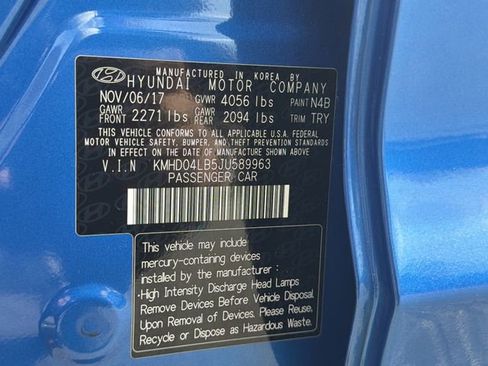 MANUFACTURED IN KOREA BY
HYUNDAI MOTOR COMPANY
NOV/06/17 GVWR 4056 lbs PAINT N4B
GAWR FRONT 2271 lbs GAWR REAR 2094 lbs TRIM TRY
THIS VEHICLE CONFORMS TO ALL APPLICABLE U.S.A. FEDERAL
MOTOR VEHICLE SAFETY, BUMPER, AND THEFT PREVENTION STANDARDS
IN EFFECT ON THE DATE OF MANUFACTURE SHOWN ABOVE.
V.I.N KMHD04LB5JU589963
PASSENGER CAR
This vehicle may include
mercury-containing devices
installed by the manufacturer :
·High Intensity Discharge Head Lamps
Remove Devices Before Vehicle Disposal
Upon Removal of Devices. Please Reuse,
Recycle or Dispose as Hazardous Waste.